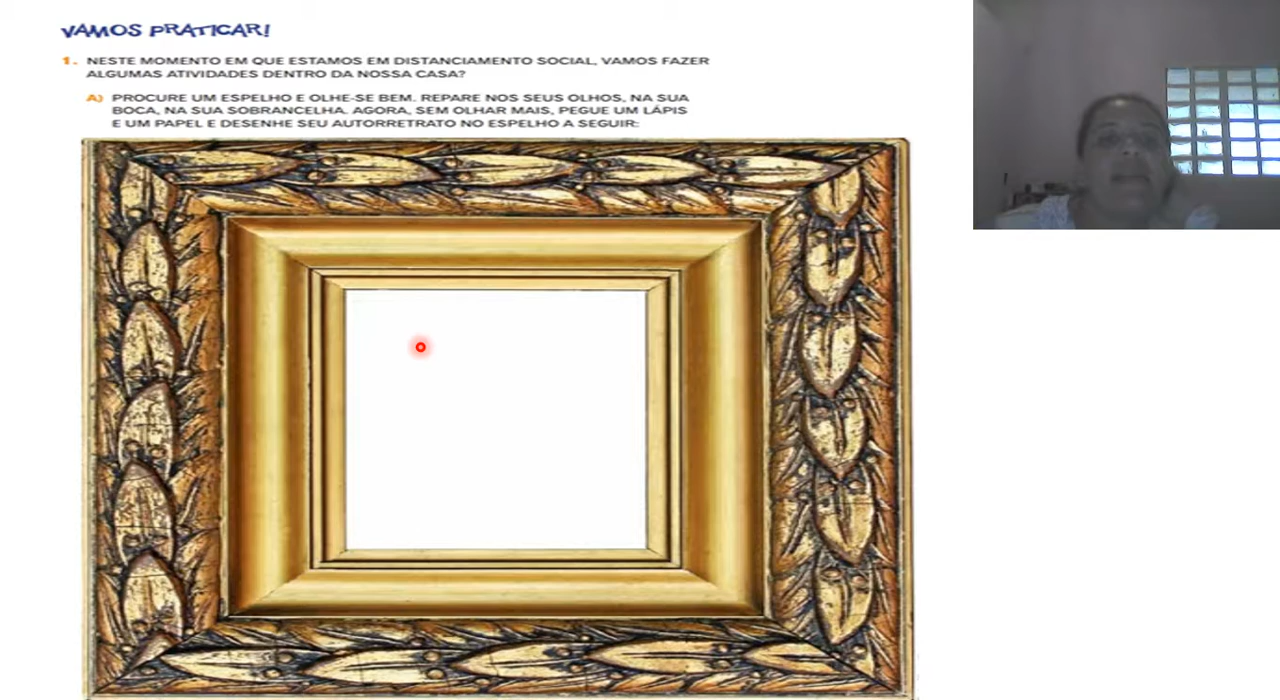 VAMOS PRATICAR!
1. NESTE MOMENTO EM QUE ESTAMOS EM DISTANCIAMENTO SOCIAL, VAMOS FAZER
ALGUMAS ATIVIDADES DENTRO DA NOSSA CASA?
A) PROCURE UM ESPELHO E OLHE-SE BEM. REPARE NOS SEUS OLHOS, NA SUA
BOCA, NA SUA SOBRANCELHA. AGORA, SEM OLHAR MAIS, PEGUE UM LÁPIS
E UM PAPEL E DESENHE SEU AUTORRETRATO NO ESPELHO A SEGUIR: